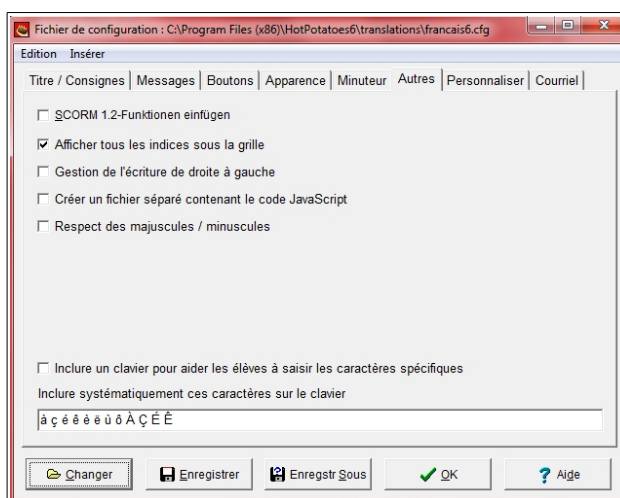 Fichier de configuration : C:\Program Files (x86)\HotPotatoes6\translations\francais6.cfg
Edition Insérer
Titre / Consignes Messages Boutons Apparence Minuteur Autres Personnaliser Courriel
SCORM 1.2-Funktionen einfügen
Afficher tous les indices sous la grille
Gestion de l'écriture de droite à gauche
Créer un fichier séparé contenant le code JavaScript
Respect des majuscules / minuscules
Inclure un clavier pour aider les élèves à saisir les caractères spécifiques
Inclure systématiquement ces caractères sur le clavier
à ç é ê è ë ù ô À Ç É Ê
Changer Enregistrer Enregstr Sous OK Aide